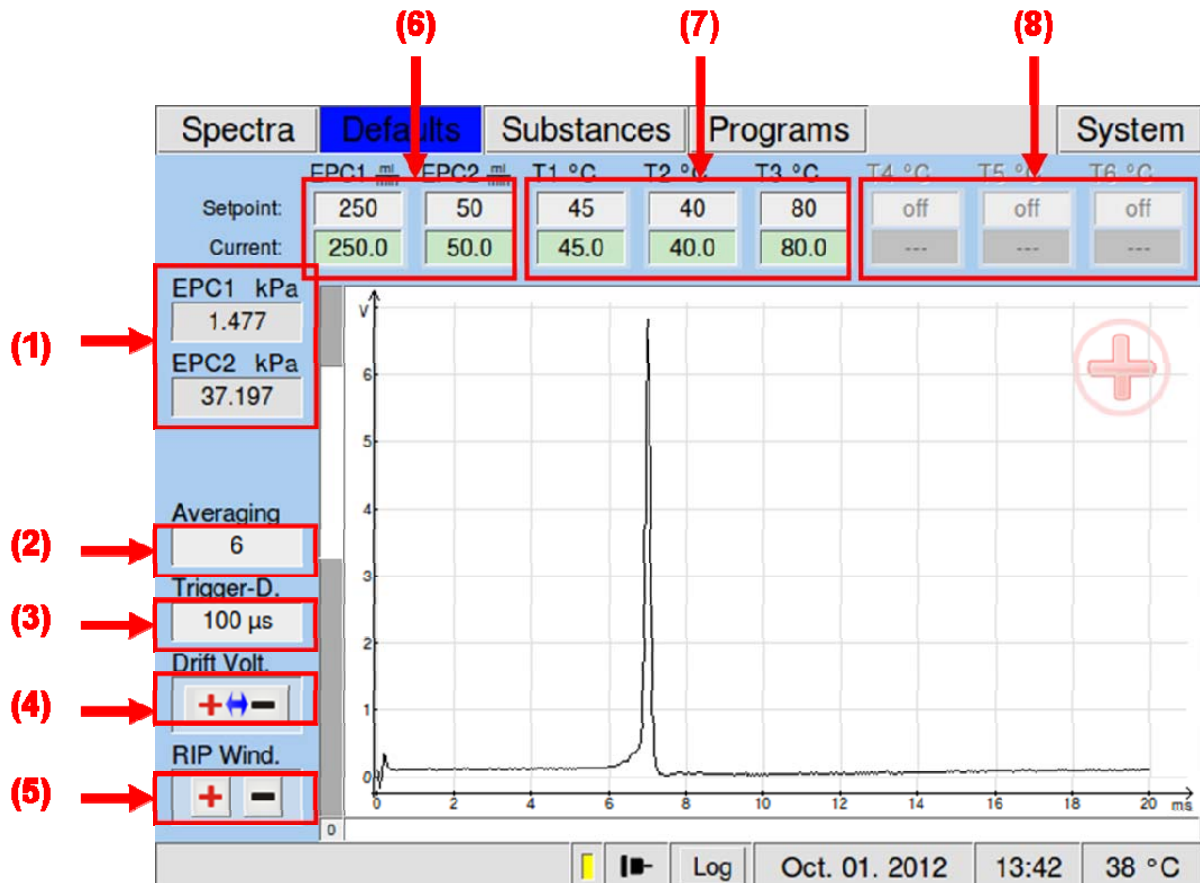 (6) (7) (8)
Spectra Defaults Substances Programs System
EPC1 ml/min EPC2 ml/min T1 °C T2 °C T3 °C T4 °C T5 °C T6 °C
Setpoint: 250 50 45 40 80 off off off
Current: 250.0 50.0 45.0 40.0 80.0 --- --- ---
(1)
EPC1 kPa
1.477
EPC2 kPa
37.197
(2)
Averaging
6
(3)
Trigger-D.
100 µs
(4)
Drift Volt.
+ −
(5)
RIP Wind.
+ −
V
6
5
4
3
2
1
0
0 2 4 6 8 10 12 14 16 18 20 ms
0
Log Oct. 01. 2012 13:42 38 °C